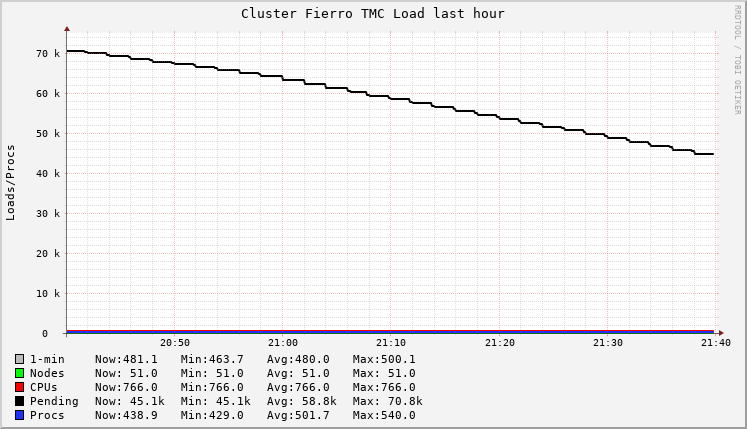 Cluster Fierro TMC Load last hour
RRDTOOL / TOBI OETIKER
Loads/Procs
70 k
60 k
50 k
40 k
30 k
20 k
10 k
0
20:50 21:00 21:10 21:20 21:30 21:40
1-min Now:481.1 Min:463.7 Avg:480.0 Max:500.1
Nodes Now: 51.0 Min: 51.0 Avg: 51.0 Max: 51.0
CPUs Now:766.0 Min:766.0 Avg:766.0 Max:766.0
Pending Now: 45.1k Min: 45.1k Avg: 58.8k Max: 70.8k
Procs Now:438.9 Min:429.0 Avg:501.7 Max:540.0